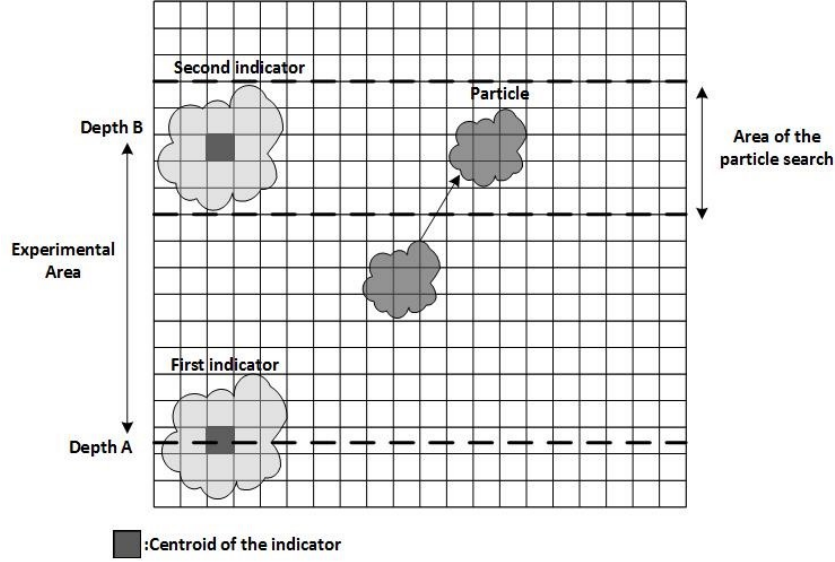 Second indicator
Particle
Depth B
Area of the
particle search
Experimental
Area
First indicator
Depth A
:Centroid of the indicator